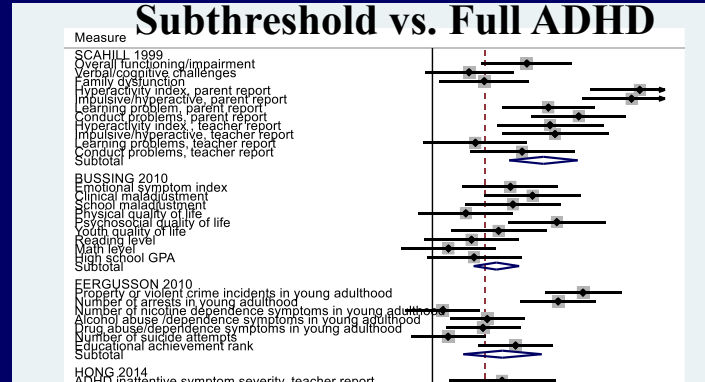 Subthreshold vs. Full ADHD
Measure
SCAHILL 1999
Overall functioning/impairment
Verbal/cognitive challenges
Family dysfunction
Hyperactivity index, parent report
Impulsive/hyperactive, parent report
Learning problem, parent report
Conduct problems, parent report
Hyperactivity index , teacher report
Impulsive/hyperactive, teacher report
Learning problems, teacher report
Conduct problems, teacher report
Subtotal
BUSSING 2010
Emotional symptom index
Clinical maladjustment
School maladjustment
Physical quality of life
Psychosocial quality of life
Youth quality of life
Reading level
Math level
High school GPA
Subtotal
FERGUSSON 2010
Property or violent crime incidents in young adulthood
Number of arrests in young adulthood
Number of nicotine dependence symptoms in young adulthood
Alcohol abuse /dependence symptoms in young adulthood
Drug abuse/dependence symptoms in young adulthood
Number of suicide attempts
Educational achievement rank
Subtotal
HONG 2014
ADHD inattentive symptom severity, teacher report